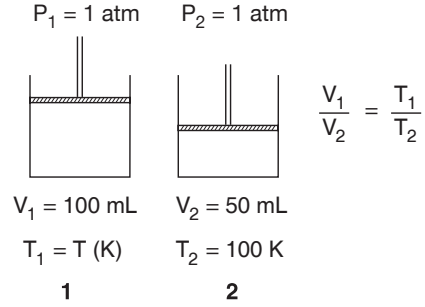 P₁ = 1 atm
P₂ = 1 atm
V₁ / V₂ = T₁ / T₂
V₁ = 100 mL
V₂ = 50 mL
T₁ = T (K)
T₂ = 100 K
1
2